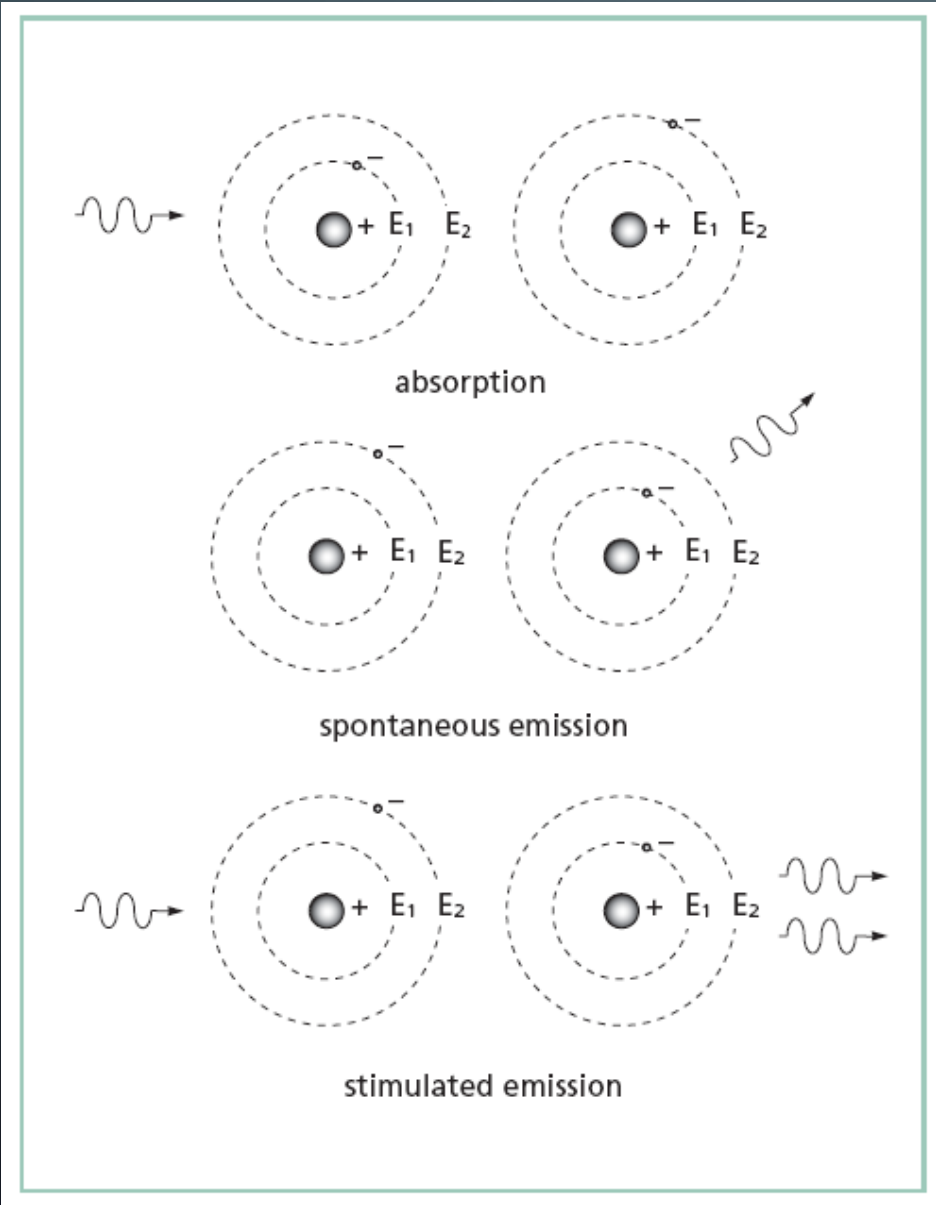 − −
+ E₁ E₂ + E₁ E₂
absorption
− −
+ E₁ E₂ + E₁ E₂
spontaneous emission
− −
+ E₁ E₂ + E₁ E₂
stimulated emission